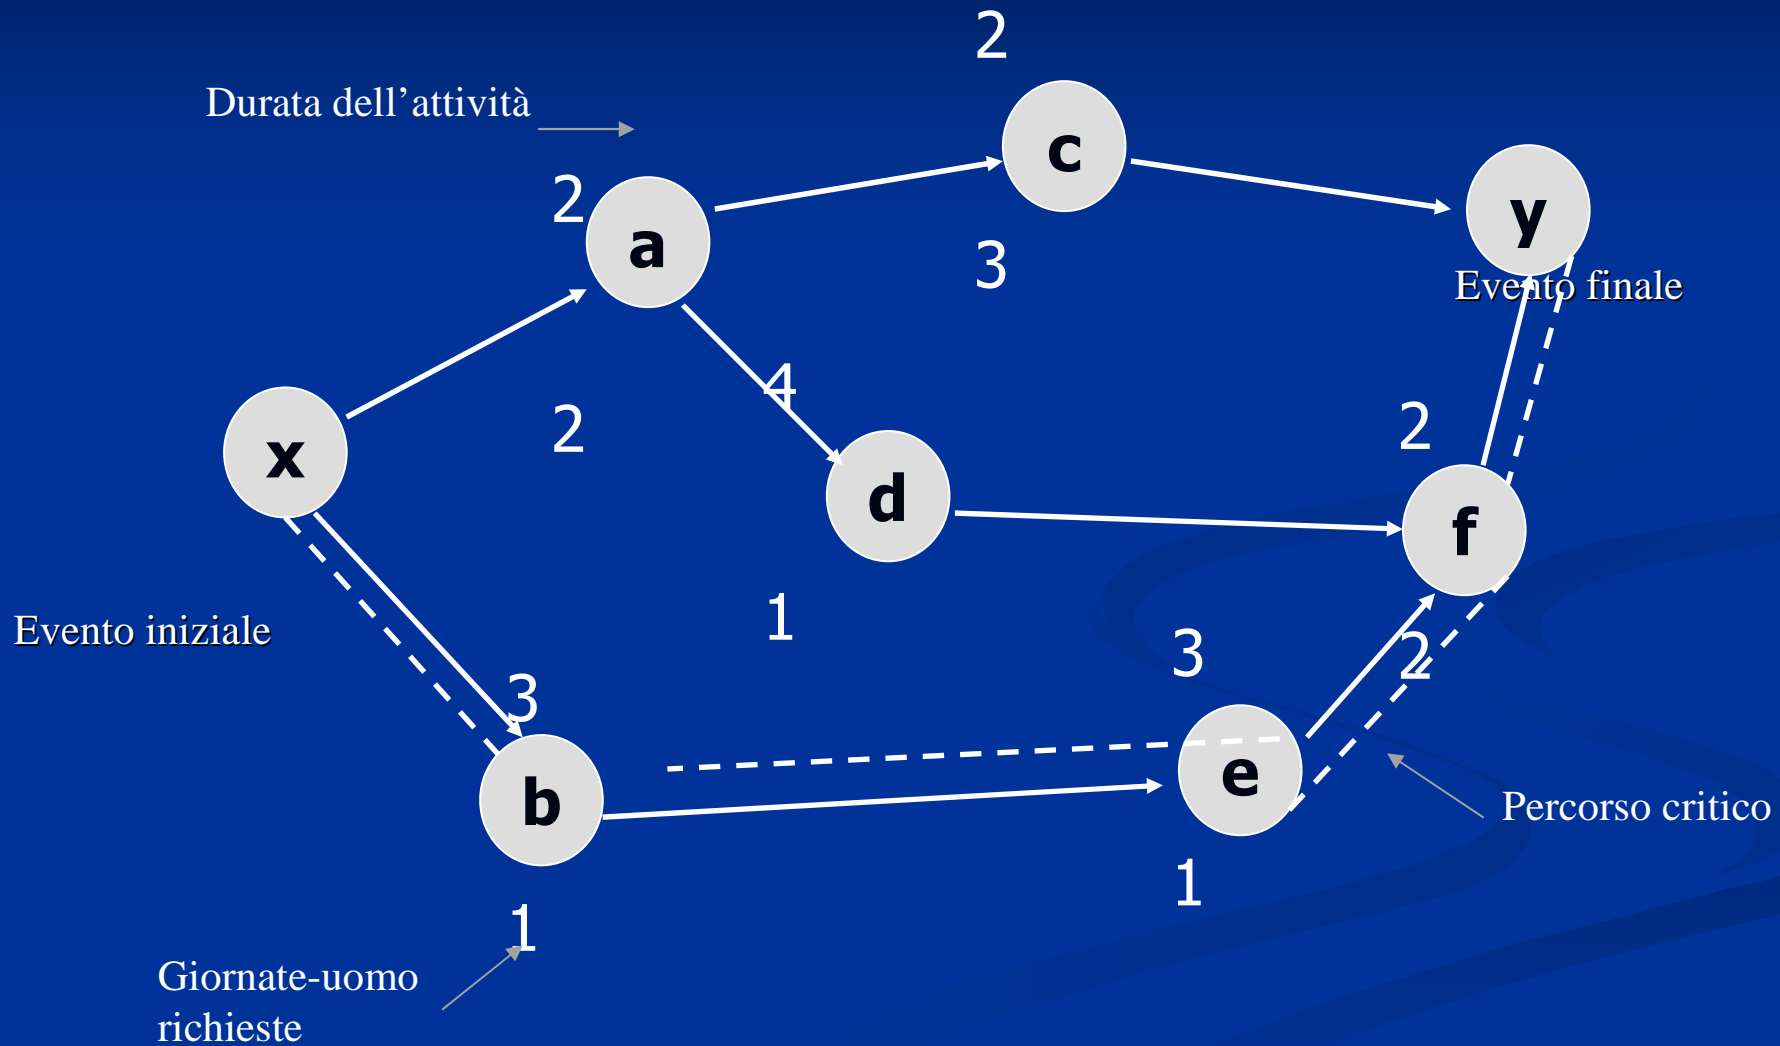 2
Durata dell'attività
c
2
y
a
3
Evento finale
4
2
2
x
d
f
1
Evento iniziale
3
2
3
e
b
Percorso critico
1
1
Giornate-uomo
richieste